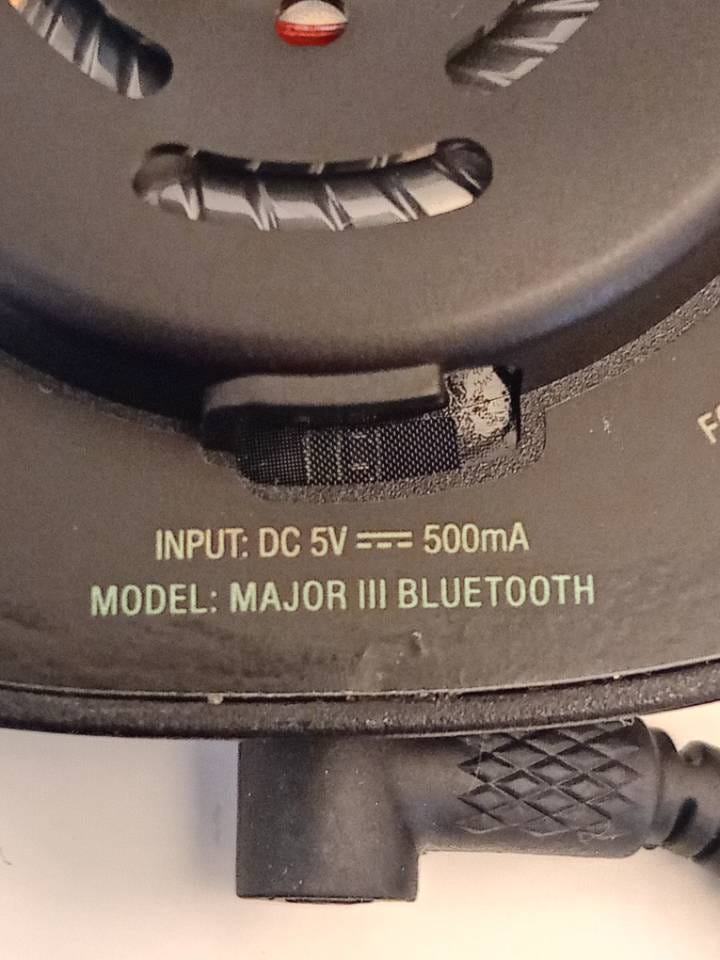 INPUT: DC 5V ⎓ 500mA
MODEL: MAJOR III BLUETOOTH